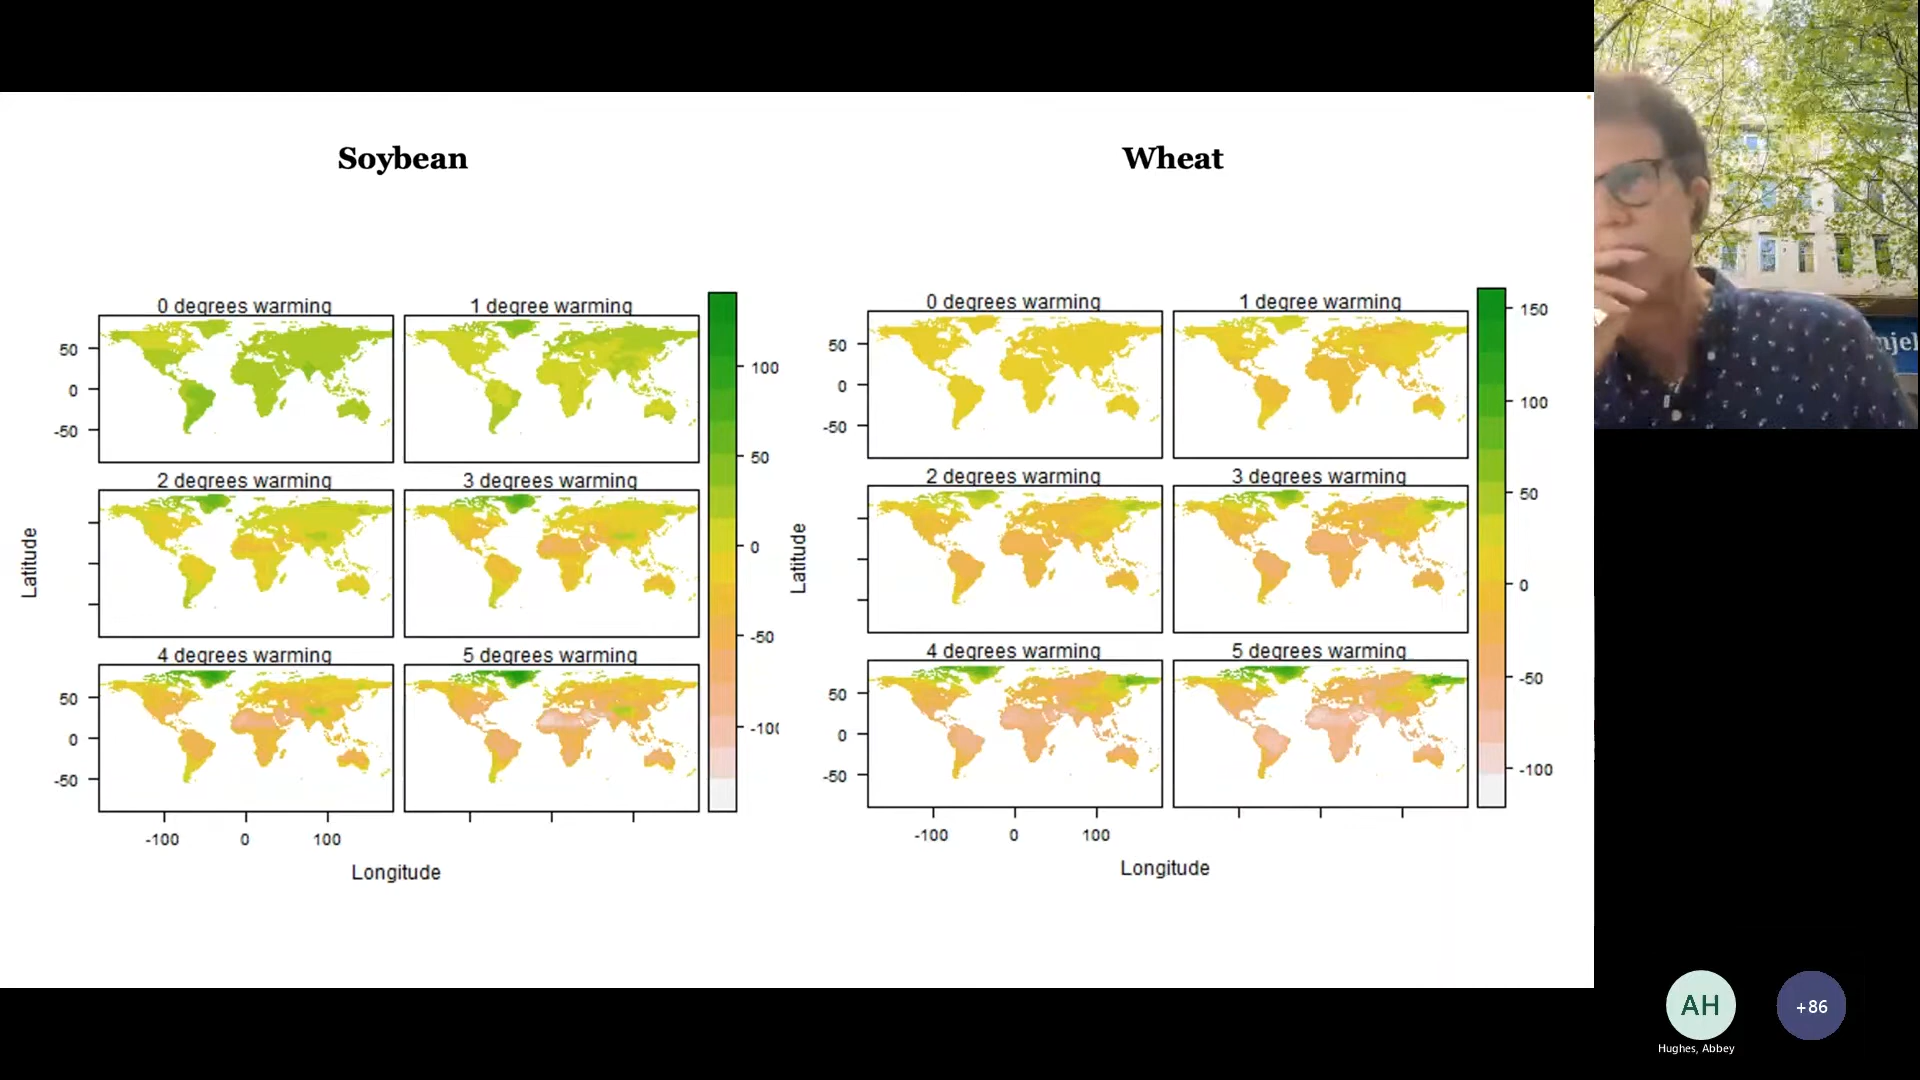 Soybean
0 degrees warming
1 degree warming
50
0
-50
2 degrees warming
3 degrees warming
4 degrees warming
5 degrees warming
50
0
-50
-100
0
100
Latitude
Longitude
100
50
0
-50
Wheat
0 degrees warming
1 degree warming
50
0
-50
2 degrees warming
3 degrees warming
4 degrees warming
5 degrees warming
50
0
-50
-100
0
100
Latitude
Longitude
150
100
50
0
-50
-100
AH
Hughes, Abbey
+86